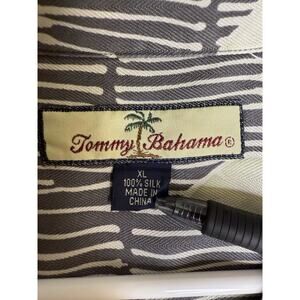 Tommy Bahama®
XL
100% SILK
MADE IN
CHINA